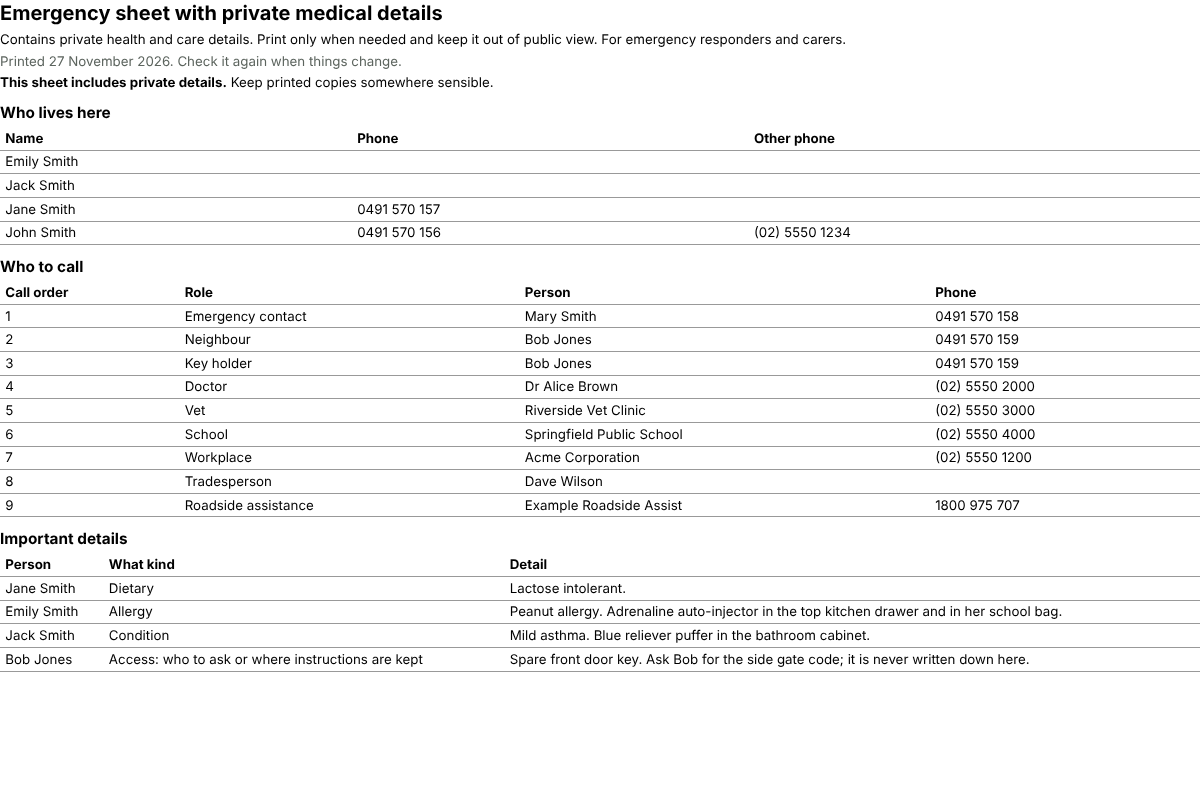 Emergency sheet with private medical details
Contains private health and care details. Print only when needed and keep it out of public view. For emergency responders and carers.
Printed 27 November 2026. Check it again when things change.
This sheet includes private details. Keep printed copies somewhere sensible.
Who lives here
Name Phone Other phone
Emily Smith
Jack Smith
Jane Smith 0491 570 157
John Smith 0491 570 156 (02) 5550 1234
Who to call
Call order Role Person Phone
1 Emergency contact Mary Smith 0491 570 158
2 Neighbour Bob Jones 0491 570 159
3 Key holder Bob Jones 0491 570 159
4 Doctor Dr Alice Brown (02) 5550 2000
5 Vet Riverside Vet Clinic (02) 5550 3000
6 School Springfield Public School (02) 5550 4000
7 Workplace Acme Corporation (02) 5550 1200
8 Tradesperson Dave Wilson
9 Roadside assistance Example Roadside Assist 1800 975 707
Important details
Person What kind Detail
Jane Smith Dietary Lactose intolerant.
Emily Smith Allergy Peanut allergy. Adrenaline auto-injector in the top kitchen drawer and in her school bag.
Jack Smith Condition Mild asthma. Blue reliever puffer in the bathroom cabinet.
Bob Jones Access: who to ask or where instructions are kept Spare front door key. Ask Bob for the side gate code; it is never written down here.